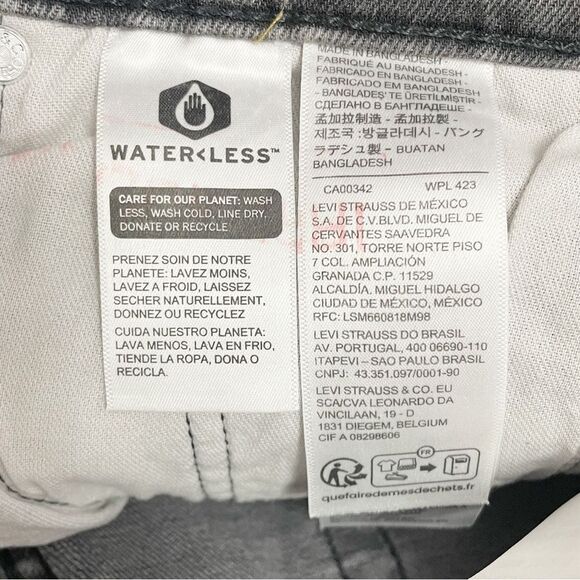 WATER<LESS™
CARE FOR OUR PLANET: WASH
LESS, WASH COLD, LINE DRY,
DONATE OR RECYCLE
PRENEZ SOIN DE NOTRE
PLANETE: LAVEZ MOINS,
LAVEZ A FROID, LAISSEZ
SECHER NATURELLEMENT,
DONNEZ OU RECYCLEZ
CUIDA NUESTRO PLANETA:
LAVA MENOS, LAVA EN FRIO,
TIENDE LA ROPA, DONA O
RECICLA.
MADE IN BANGLADESH -
FABRIQUÉ AU BANGLADESH -
FABRICADO EN BANGLADESH -
FABRICADO EM BANGLADESH
- BANGLADEŞ' TE ÜRETİLMİŞTİR -
СДЕЛАНО В БАНГЛАДЕШЕ -
孟加拉制造 - 孟加拉製 -
제조국 :방글라데시 - バング
ラデシュ製 - BUATAN
BANGLADESH
CA00342 WPL 423
LEVI STRAUSS DE MÉXICO
S.A. DE C.V.BLVD. MIGUEL DE
CERVANTES SAAVEDRA
NO. 301, TORRE NORTE PISO
7 COL. AMPLIACIÓN
GRANADA C.P. 11529
ALCALDÍA. MIGUEL HIDALGO
CIUDAD DE MÉXICO, MÉXICO
RFC: LSM660818M98
LEVI STRAUSS DO BRASIL
AV. PORTUGAL, 400 06690-110
ITAPEVI – SAO PAULO BRASIL
CNPJ: 43.351.097/0001-90
LEVI STRAUSS & CO. EU
SCA/CVA LEONARDO DA
VINCILAAN, 19 - D
1831 DIEGEM, BELGIUM
CIF A 08298606
FR
quefairedemesdechets.fr